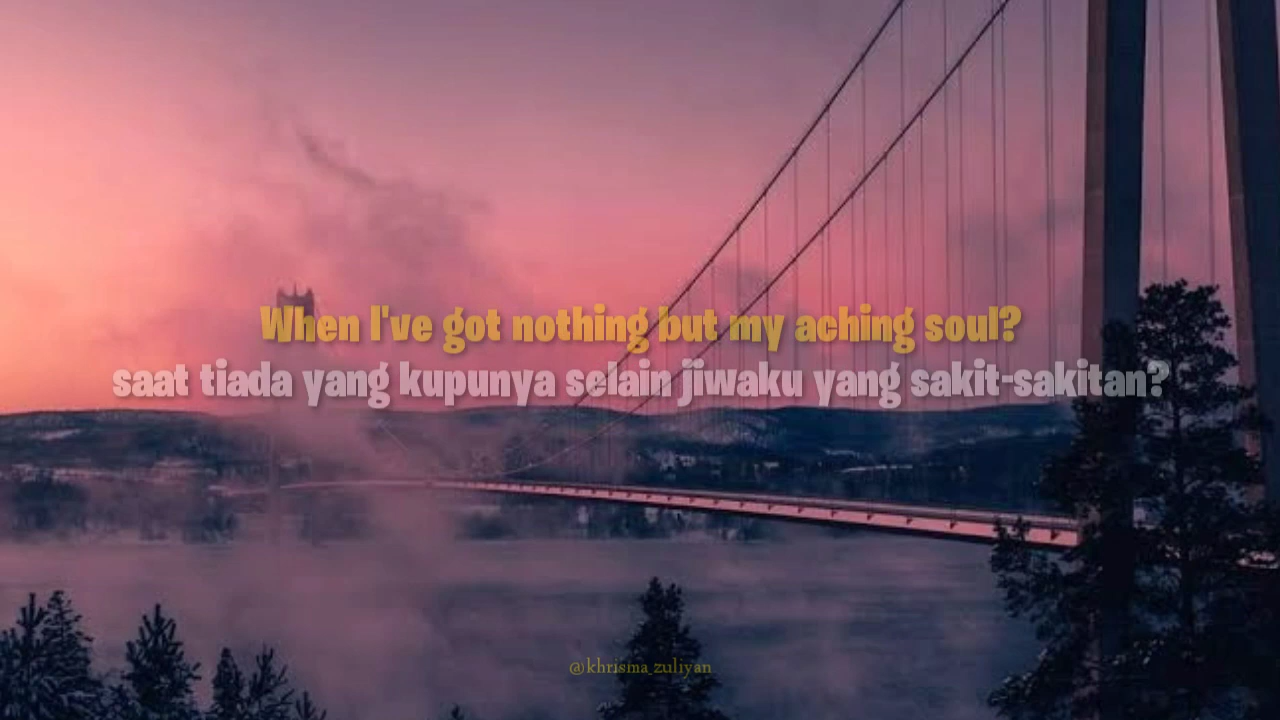 When I've got nothing but my aching soul?
saat tiada yang kupunya selain jiwaku yang sakit-sakitan?
@khrisma_zuliyan